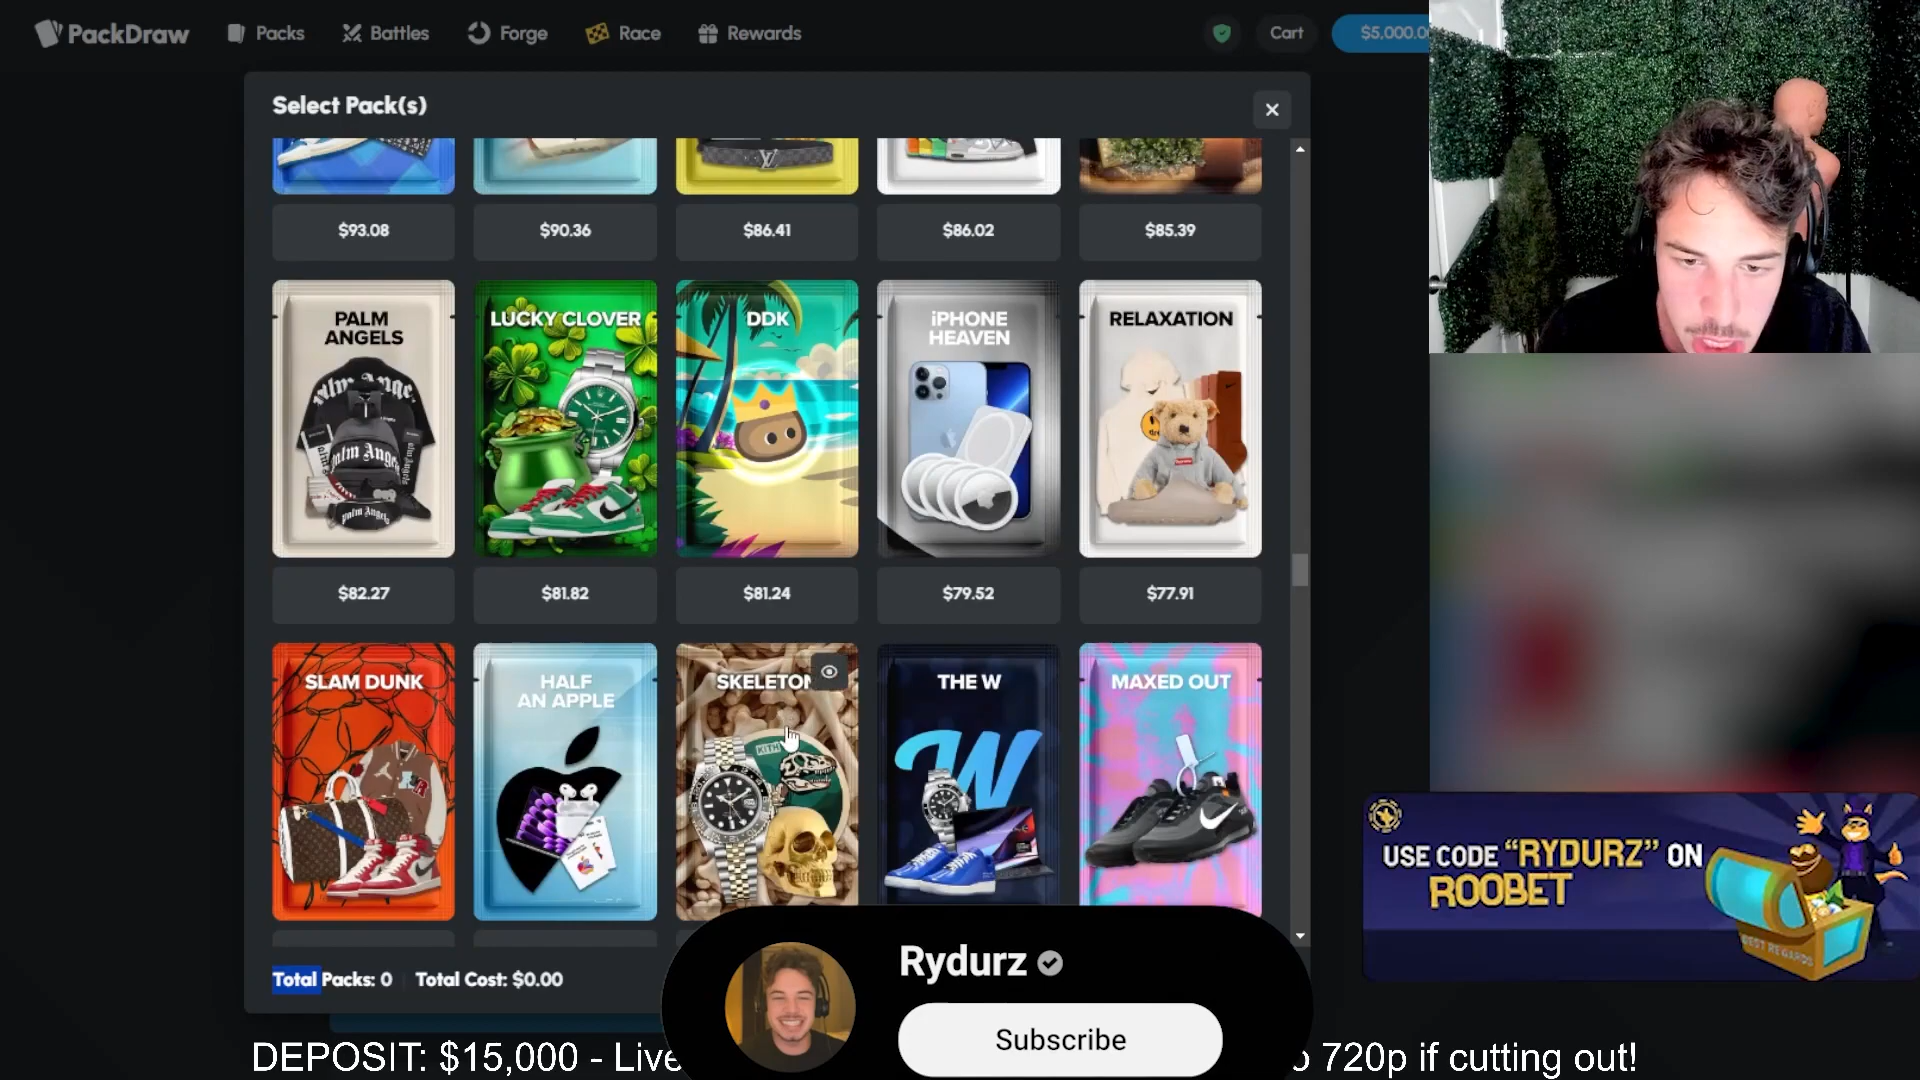 PackDraw
Packs
Battles
Forge
Race
Rewards
Cart
$5,000.0
Select Pack(s)
$93.08
$90.36
$86.41
$86.02
$85.39
PALM
ANGELS
LUCKY CLOVER
DDK
iPHONE
HEAVEN
RELAXATION
$82.27
$81.82
$81.24
$79.52
$77.91
SLAM DUNK
HALF
AN APPLE
SKELETON
THE W
MAXED OUT
W
Total Packs: 0
Total Cost: $0.00
Rydurz
Subscribe
USE CODE "RYDURZ" ON
ROOBET
BEST REGARDS
DEPOSIT: $15,000 - Live
720p if cutting out!